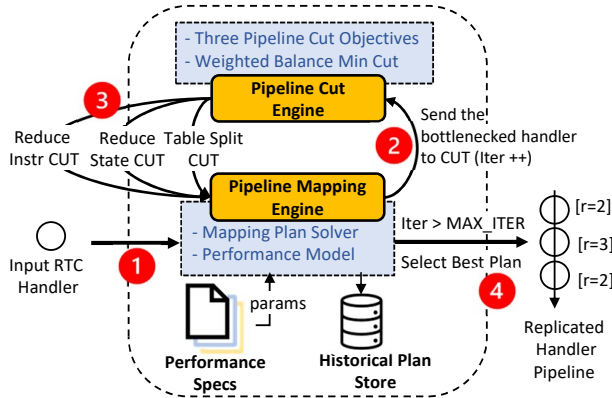 - Three Pipeline Cut Objectives
- Weighted Balance Min Cut
Pipeline Cut
Engine
3
Reduce
Instr CUT
Reduce
State CUT
Table Split
CUT
2
Send the
bottlenecked handler
to CUT (Iter ++)
Pipeline Mapping
Engine
- Mapping Plan Solver
- Performance Model
Input RTC
Handler
1
Iter > MAX_ITER
Select Best Plan
4
[r=2]
[r=3]
[r=2]
params
Performance
Specs
Historical Plan
Store
Replicated
Handler
Pipeline